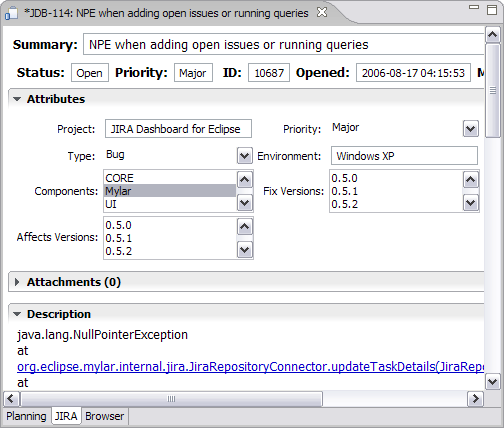 *JDB-114: NPE when adding open issues or running queries
Summary: NPE when adding open issues or running queries
Status: Open Priority: Major ID: 10687 Opened: 2006-08-17 04:15:53 M
Attributes
Project: JIRA Dashboard for Eclipse Priority: Major
Type: Bug Environment: Windows XP
Components: CORE Mylar UI Fix Versions: 0.5.0 0.5.1 0.5.2
Affects Versions: 0.5.0 0.5.1 0.5.2
Attachments (0)
Description
java.lang.NullPointerException
at
org.eclipse.mylar.internal.jira.JiraRepositoryConnector.updateTaskDetails(JiraRepo
at
Planning JIRA Browser